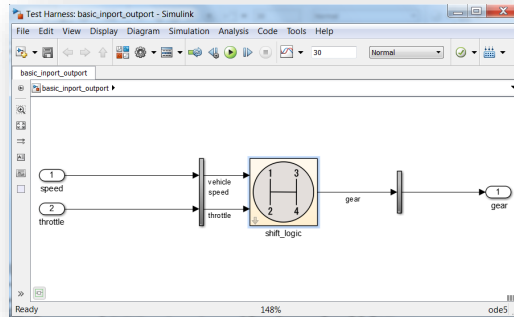 Test Harness: basic_inport_outport - Simulink
File Edit View Display Diagram Simulation Analysis Code Tools Help
30 Normal
basic_inport_outport
basic_inport_outport
1
speed
2
throttle
vehicle
speed
throttle
1 3
2 4
shift_logic
gear
1
gear
Ready 148% ode5